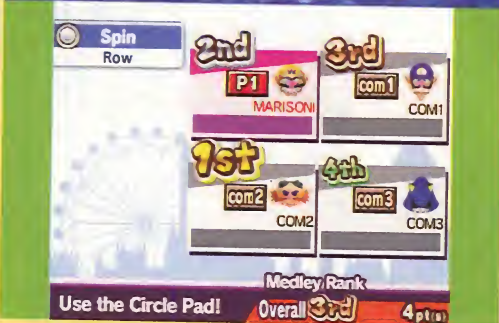 Spin
Row
2nd
P1
MARISONI
3rd
com1
COM1
1st
com2
COM2
4th
com3
COM3
Medley Rank
Use the Circle Pad!
Overall 3rd
4pt(s)